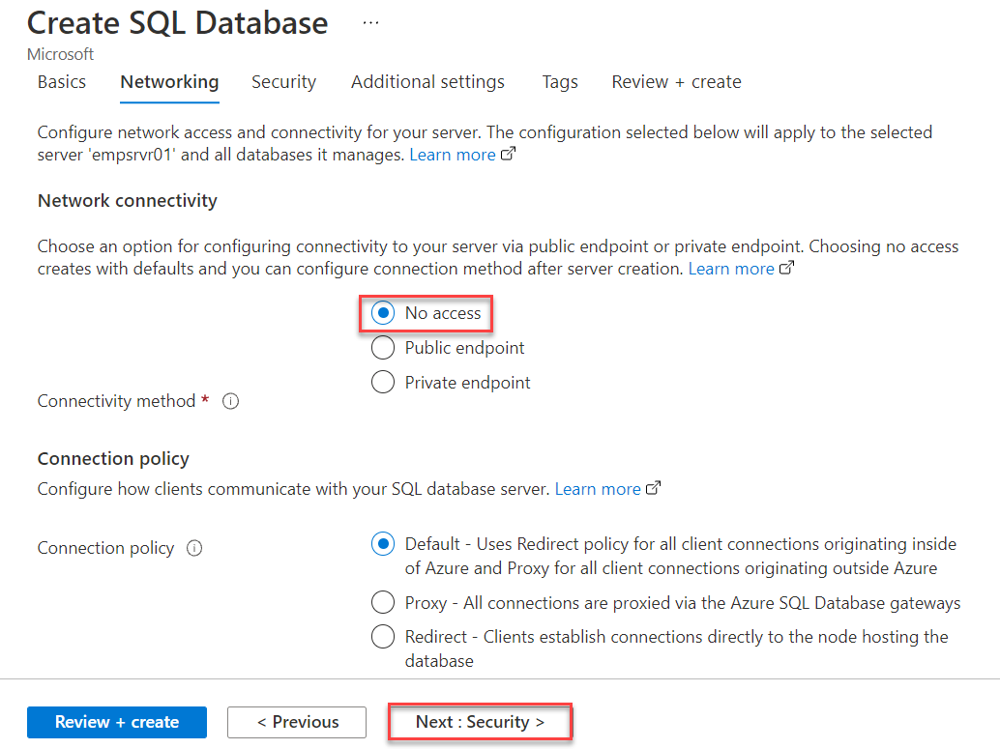 Create SQL Database ...
Microsoft
Basics Networking Security Additional settings Tags Review + create
Configure network access and connectivity for your server. The configuration selected below will apply to the selected
server 'empsrvr01' and all databases it manages. Learn more
Network connectivity
Choose an option for configuring connectivity to your server via public endpoint or private endpoint. Choosing no access
creates with defaults and you can configure connection method after server creation. Learn more
No access
Public endpoint
Private endpoint
Connectivity method *
Connection policy
Configure how clients communicate with your SQL database server. Learn more
Connection policy
Default - Uses Redirect policy for all client connections originating inside
of Azure and Proxy for all client connections originating outside Azure
Proxy - All connections are proxied via the Azure SQL Database gateways
Redirect - Clients establish connections directly to the node hosting the
database
Review + create < Previous Next : Security >